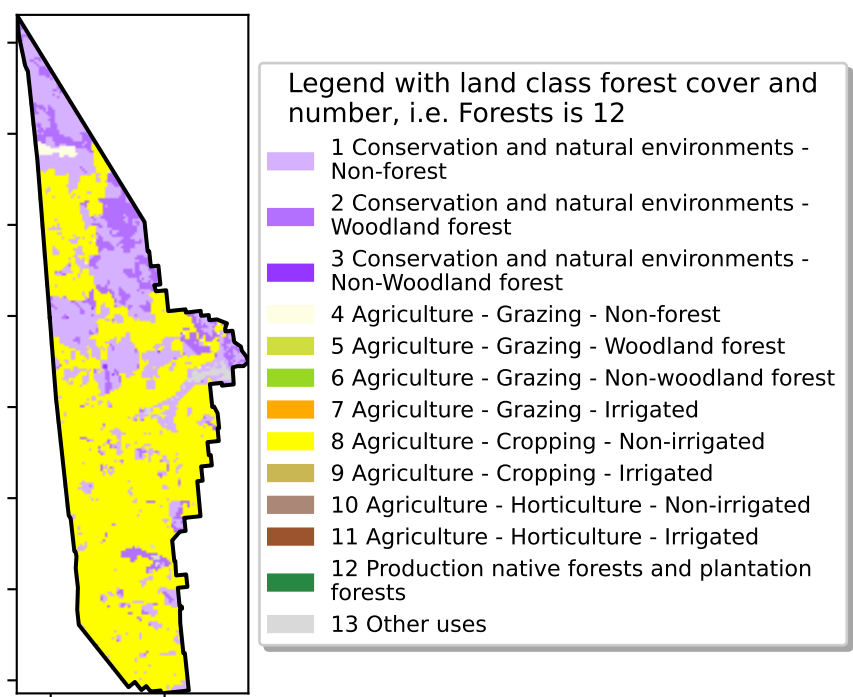 Legend with land class forest cover and
number, i.e. Forests is 12
1 Conservation and natural environments -
Non-forest
2 Conservation and natural environments -
Woodland forest
3 Conservation and natural environments -
Non-Woodland forest
4 Agriculture - Grazing - Non-forest
5 Agriculture - Grazing - Woodland forest
6 Agriculture - Grazing - Non-woodland forest
7 Agriculture - Grazing - Irrigated
8 Agriculture - Cropping - Non-irrigated
9 Agriculture - Cropping - Irrigated
10 Agriculture - Horticulture - Non-irrigated
11 Agriculture - Horticulture - Irrigated
12 Production native forests and plantation
forests
13 Other uses